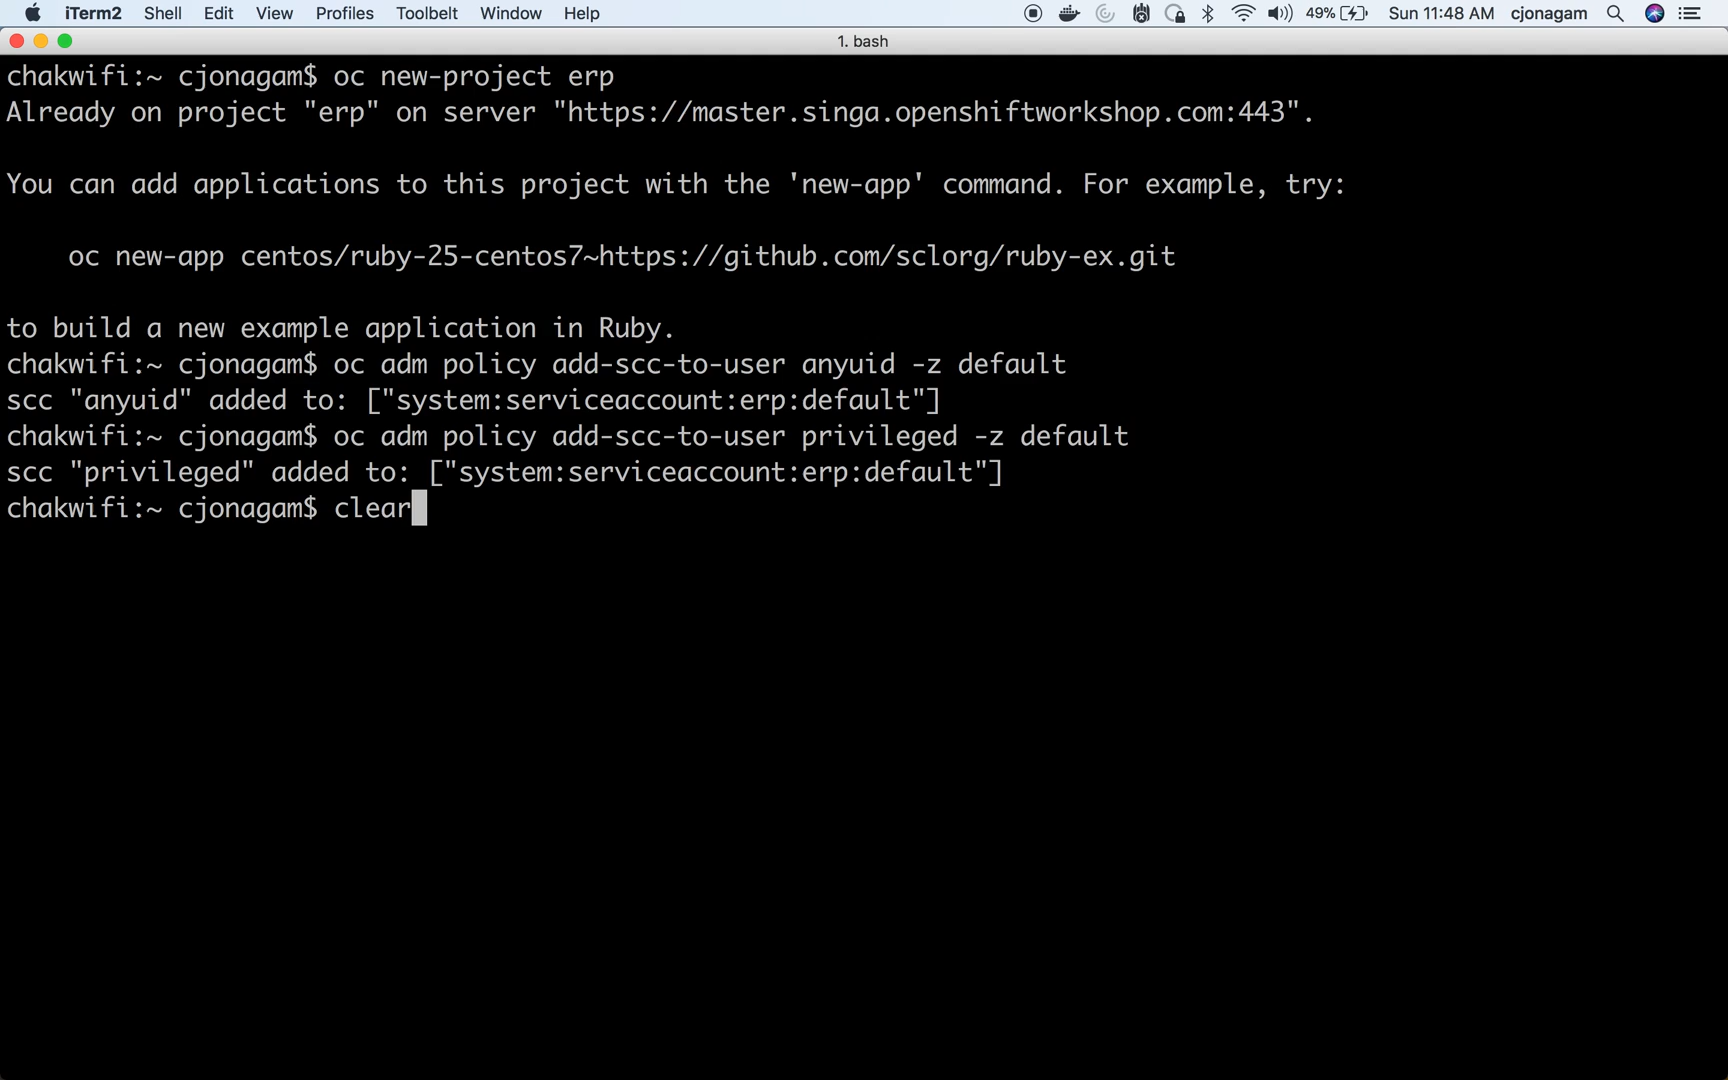 iTerm2 Shell Edit View Profiles Toolbelt Window Help 49% Sun 11:48 AM cjonagam
1. bash
chakwifi:~ cjonagam$ oc new-project erp
Already on project "erp" on server "https://master.singa.openshiftworkshop.com:443".
You can add applications to this project with the 'new-app' command. For example, try:
oc new-app centos/ruby-25-centos7~https://github.com/sclorg/ruby-ex.git
to build a new example application in Ruby.
chakwifi:~ cjonagam$ oc adm policy add-scc-to-user anyuid -z default
scc "anyuid" added to: ["system:serviceaccount:erp:default"]
chakwifi:~ cjonagam$ oc adm policy add-scc-to-user privileged -z default
scc "privileged" added to: ["system:serviceaccount:erp:default"]
chakwifi:~ cjonagam$ clear